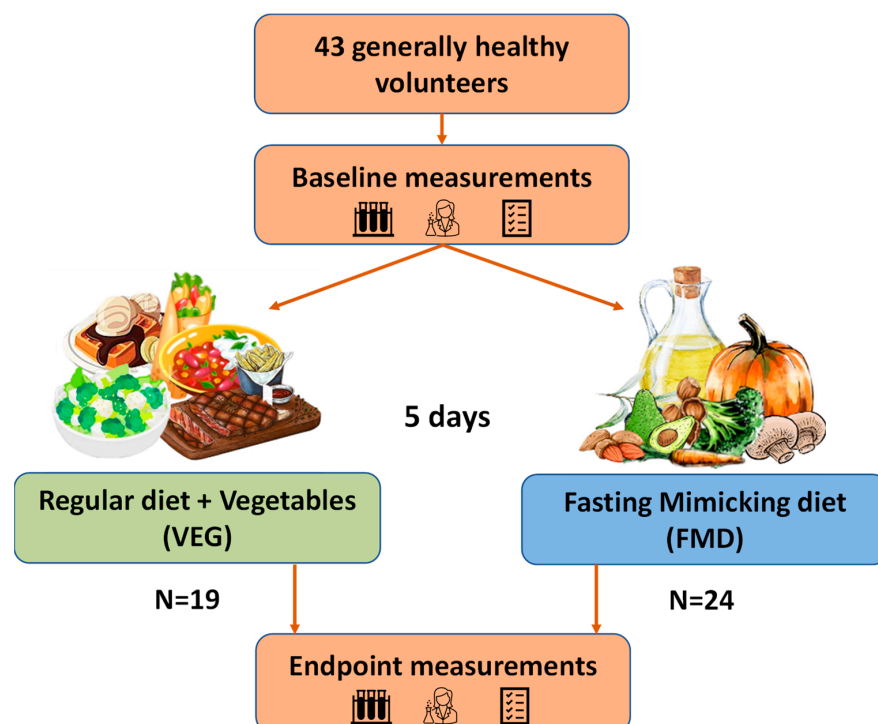 43 generally healthy
volunteers
Baseline measurements
5 days
Regular diet + Vegetables
(VEG)
Fasting Mimicking diet
(FMD)
N=19
N=24
Endpoint measurements